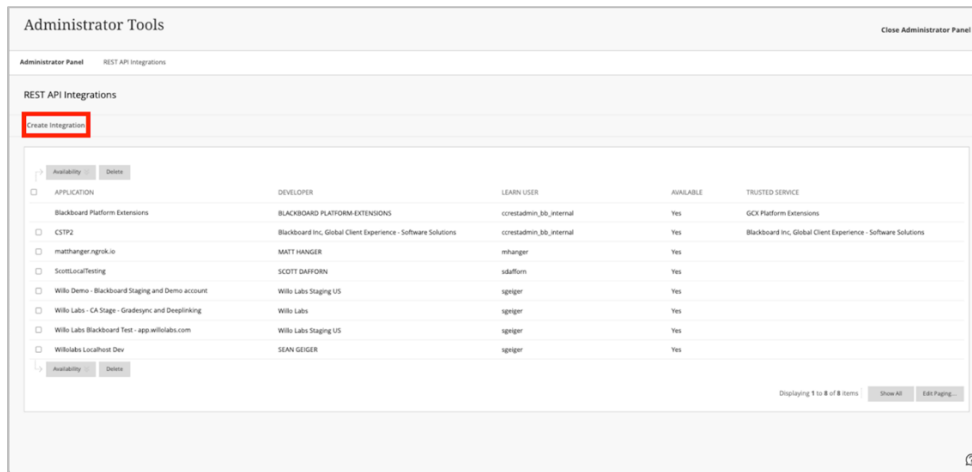 Administrator Tools
Close Administrator Panel
Administrator Panel REST API Integrations
REST API Integrations
Create Integration
Availability Delete
APPLICATION DEVELOPER LEARN USER AVAILABLE TRUSTED SERVICE
Blackboard Platform Extensions BLACKBOARD PLATFORM-EXTENSIONS ccrestadmin_bb_internal Yes GCX Platform Extensions
CSTP2 Blackboard Inc, Global Client Experience - Software Solutions ccrestadmin_bb_internal Yes Blackboard Inc, Global Client Experience - Software Solutions
matthanger.ngrok.io MATT HANGER mhanger Yes
ScottLocalTesting SCOTT DAFFORN sdafforn Yes
Willo Demo - Blackboard Staging and Demo account Willo Labs Staging US sgeiger Yes
Willo Labs - CA Stage - Gradesync and Deeplinking Willo Labs sgeiger Yes
Willo Labs Blackboard Test - app.willolabs.com Willo Labs Staging US sgeiger Yes
Willolabs Localhost Dev SEAN GEIGER sgeiger Yes
Availability Delete
Displaying 1 to 8 of 8 items Show All Edit Paging...